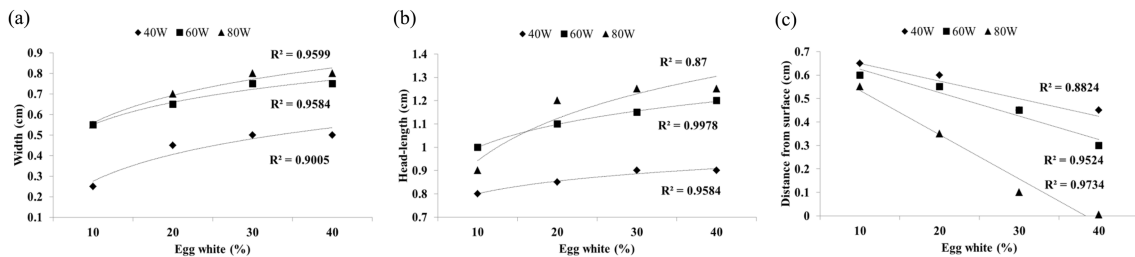 (a)
40W 60W 80W
0.9
0.8
0.7
0.6
0.5
0.4
0.3
0.2
0.1
Width (cm)
R² = 0.9599
R² = 0.9584
R² = 0.9005
10 20 30 40
Egg white (%)
(b)
40W 60W 80W
1.4
1.3
1.2
1.1
1
0.9
0.8
0.7
Head-length (cm)
R² = 0.87
R² = 0.9978
R² = 0.9584
10 20 30 40
Egg white (%)
(c)
40W 60W 80W
0.7
0.6
0.5
0.4
0.3
0.2
0.1
0
Distance from surface (cm)
R² = 0.8824
R² = 0.9524
R² = 0.9734
10 20 30 40
Egg white (%)